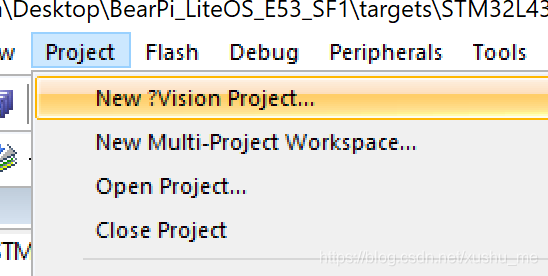 \Desktop\BearPi_LiteOS_E53_SF1\targets\STM32L43
w Project Flash Debug Peripherals Tools
New ?Vision Project...
New Multi-Project Workspace...
Open Project...
Close Project
STM
https://blog.csdn.net/xushu_me